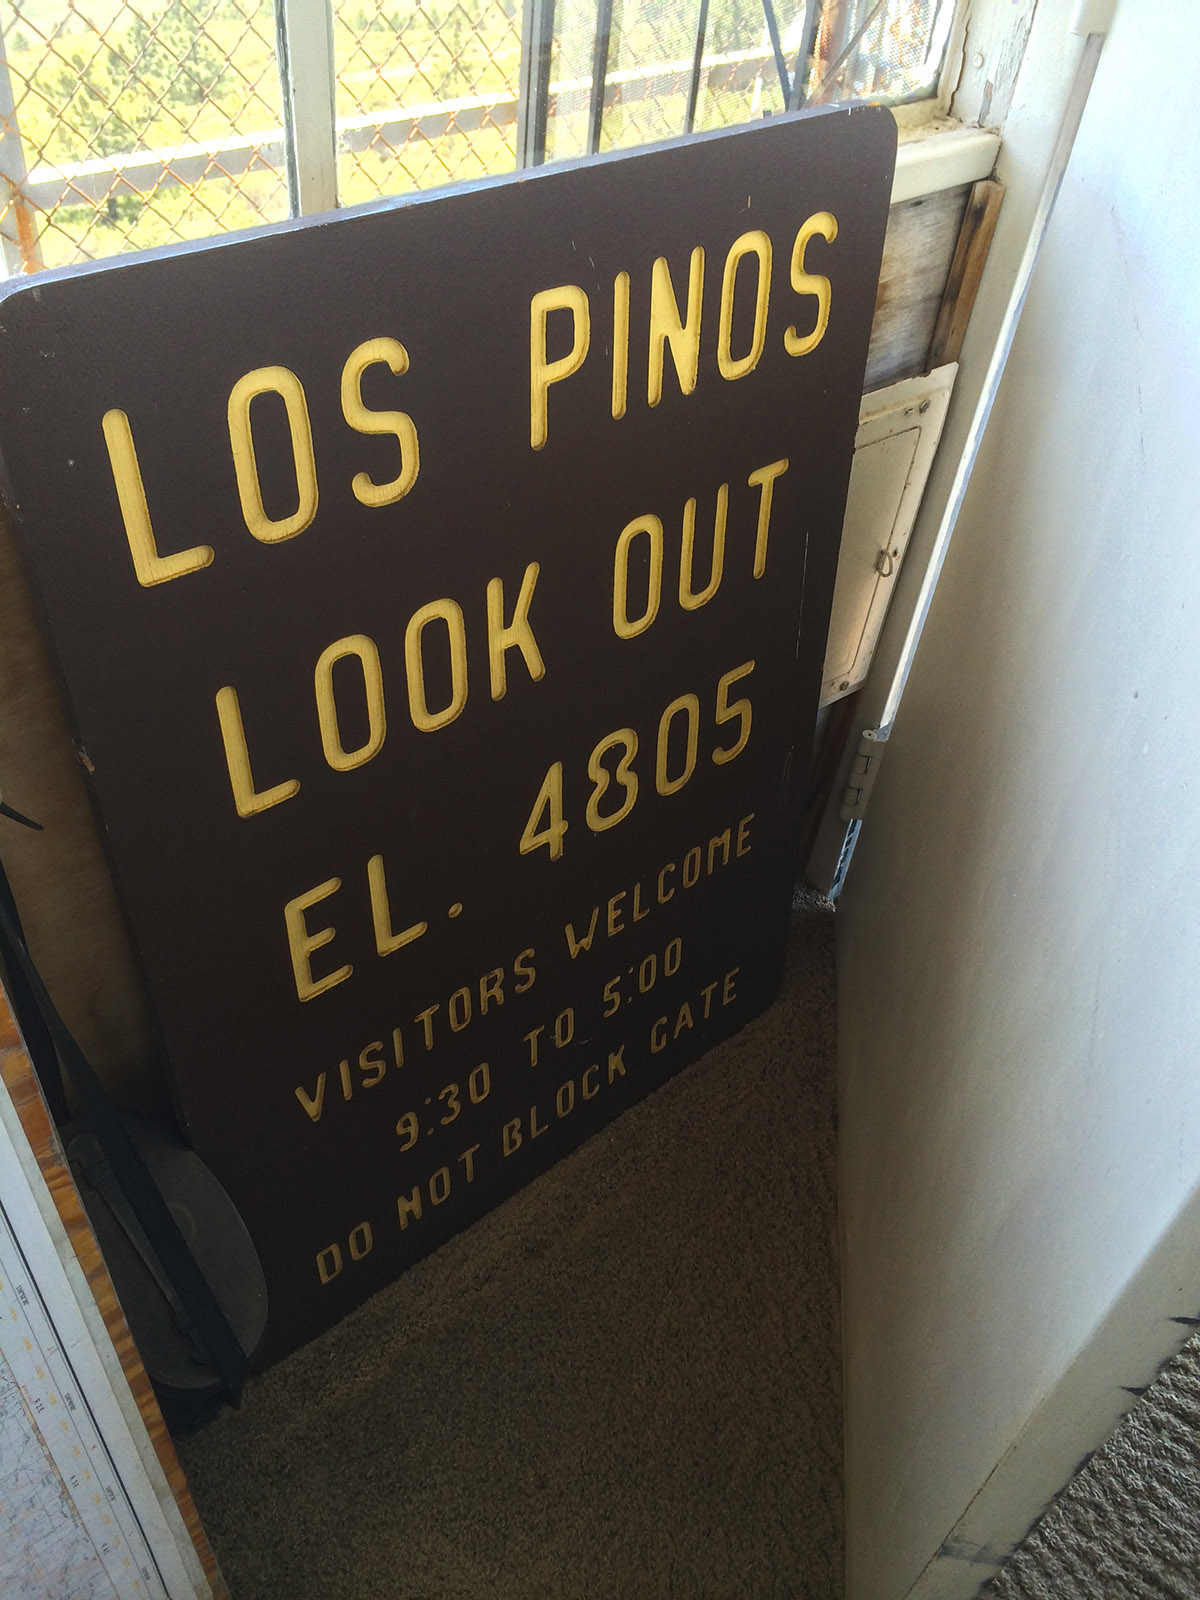 LOS PINOS
LOOK OUT
EL. 4805
VISITORS WELCOME
9:30 TO 5:00
DO NOT BLOCK GATE